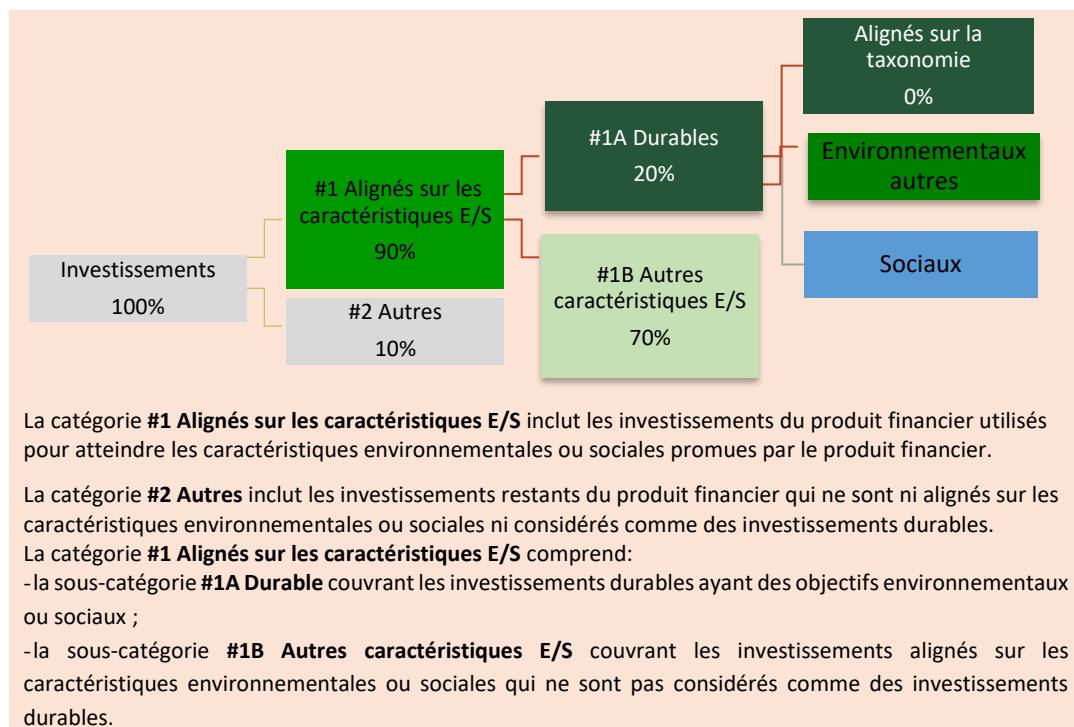 Investissements
100%
#1 Alignés sur les
caractéristiques E/S
90%
#2 Autres
10%
#1A Durables
20%
#1B Autres
caractéristiques E/S
70%
Alignés sur la
taxonomie
0%
Environnementaux
autres
Sociaux
La catégorie #1 Alignés sur les caractéristiques E/S inclut les investissements du produit financier utilisés
pour atteindre les caractéristiques environnementales ou sociales promues par le produit financier.
La catégorie #2 Autres inclut les investissements restants du produit financier qui ne sont ni alignés sur les
caractéristiques environnementales ou sociales ni considérés comme des investissements durables.
La catégorie #1 Alignés sur les caractéristiques E/S comprend:
-la sous-catégorie #1A Durable couvrant les investissements durables ayant des objectifs environnementaux
ou sociaux ;
-la sous-catégorie #1B Autres caractéristiques E/S couvrant les investissements alignés sur les
caractéristiques environnementales ou sociales qui ne sont pas considérés comme des investissements
durables.